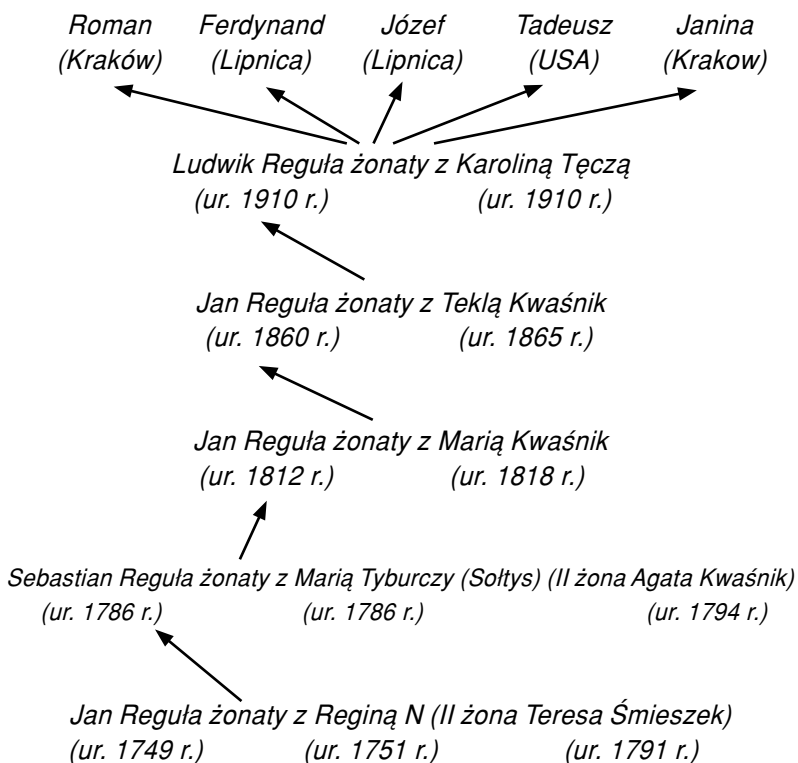 Roman Ferdynand Józef Tadeusz Janina
(Kraków) (Lipnica) (Lipnica) (USA) (Krakow)
Ludwik Reguła żonaty z Karoliną Tęczą
(ur. 1910 r.) (ur. 1910 r.)
Jan Reguła żonaty z Teklą Kwaśnik
(ur. 1860 r.) (ur. 1865 r.)
Jan Reguła żonaty z Marią Kwaśnik
(ur. 1812 r.) (ur. 1818 r.)
Sebastian Reguła żonaty z Marią Tyburczy (Sołtys) (II żona Agata Kwaśnik)
(ur. 1786 r.) (ur. 1786 r.) (ur. 1794 r.)
Jan Reguła żonaty z Reginą N (II żona Teresa Śmieszek)
(ur. 1749 r.) (ur. 1751 r.) (ur. 1791 r.)